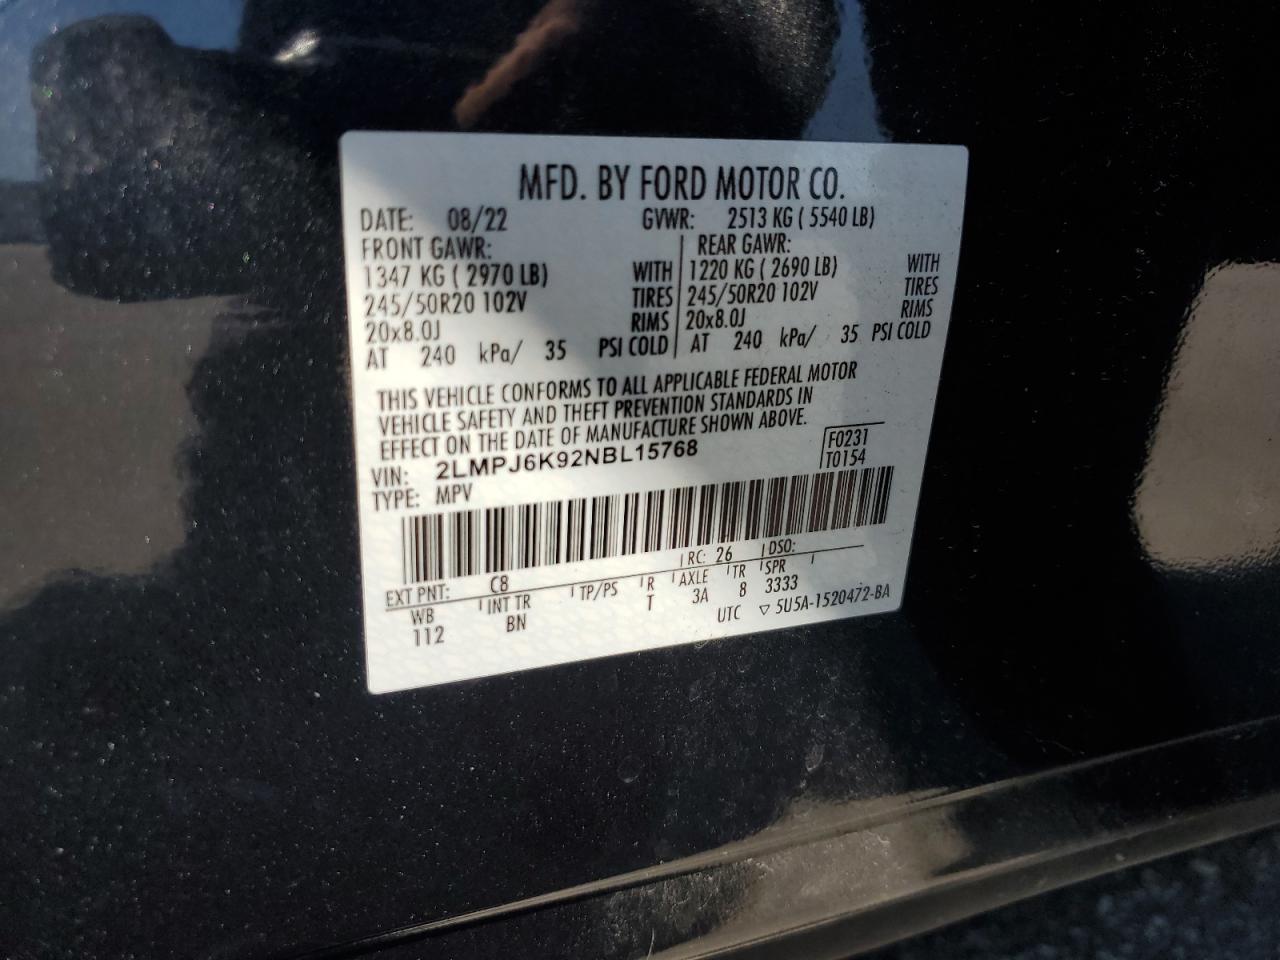 MFD. BY FORD MOTOR CO.
DATE: 08/22 GVWR: 2513 KG ( 5540 LB)
FRONT GAWR: REAR GAWR:
1347 KG ( 2970 LB) WITH 1220 KG ( 2690 LB) WITH
245/50R20 102V TIRES 245/50R20 102V TIRES
20x8.0J RIMS 20x8.0J RIMS
AT 240 kPa/ 35 PSI COLD AT 240 kPa/ 35 PSI COLD
THIS VEHICLE CONFORMS TO ALL APPLICABLE FEDERAL MOTOR
VEHICLE SAFETY AND THEFT PREVENTION STANDARDS IN
EFFECT ON THE DATE OF MANUFACTURE SHOWN ABOVE.
VIN: 2LMPJ6K92NBL15768 F0231
TYPE: MPV T0154
EXT PNT: C8 RC: 26 DSO:
WB INT TR TP/PS R AXLE TR SPR
112 BN T 3A 8 3333
UTC ▽ 5U5A-1520472-BA